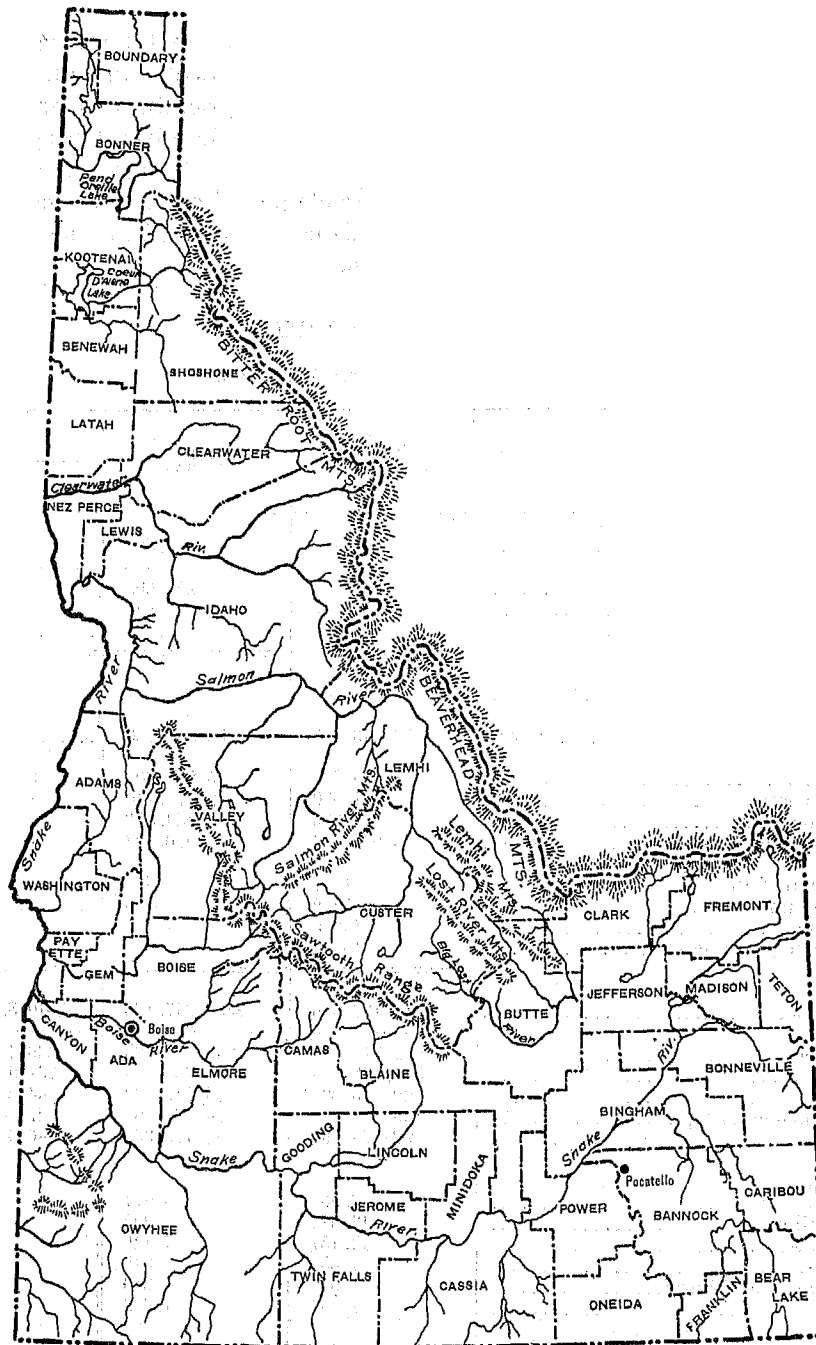 BOUNDARY
BONNER
Pend
Oreille
Lake
KOOTENAI
Coeur
D'Alene
Lake
BENEWAH
SHOSHONE
BITTER ROOT MTS.
LATAH
CLEARWATER
Clearwater
NEZ PERCE
LEWIS
Riv.
IDAHO
River
Salmon
River
BEAVERHEAD
MTS.
LEMHI
ADAMS
VALLEY
Salmon River Mts.
Lemhi Mts.
Snake
Lost River Mts.
WASHINGTON
CUSTER
CLARK
FREMONT
PAY
ETTE
GEM
BOISE
Sawtooth
Range
Big Lost
River
BUTTE
JEFFERSON
MADISON
TETON
CANYON
Boise
River
Boise
ADA
ELMORE
CAMAS
BLAINE
Riv.
BONNEVILLE
BINGHAM
Snake
GOODING
LINCOLN
MINIDOKA
Snake
Pocatello
JEROME
River
POWER
BANNOCK
CARIBOU
OWYHEE
TWIN FALLS
CASSIA
ONEIDA
FRANKLIN
BEAR
LAKE